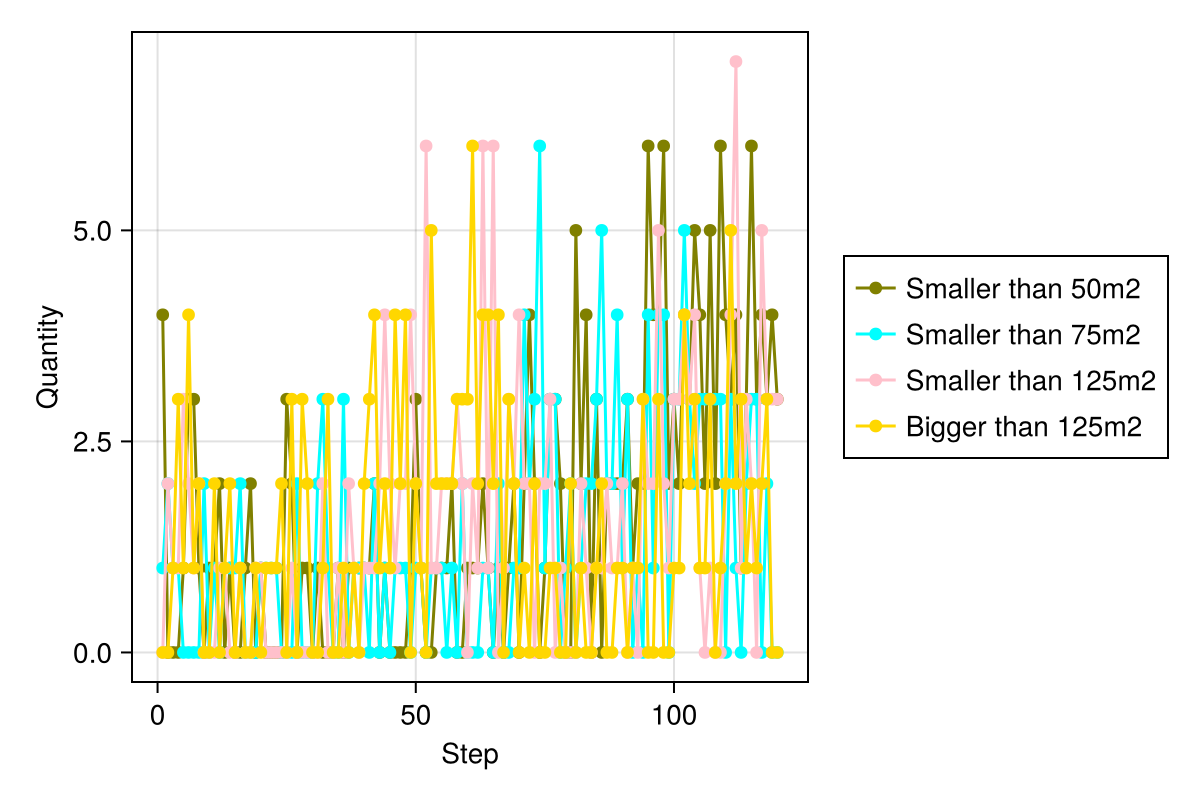 5.0
2.5
0.0
Quantity
0
50
100
Step
Smaller than 50m2
Smaller than 75m2
Smaller than 125m2
Bigger than 125m2